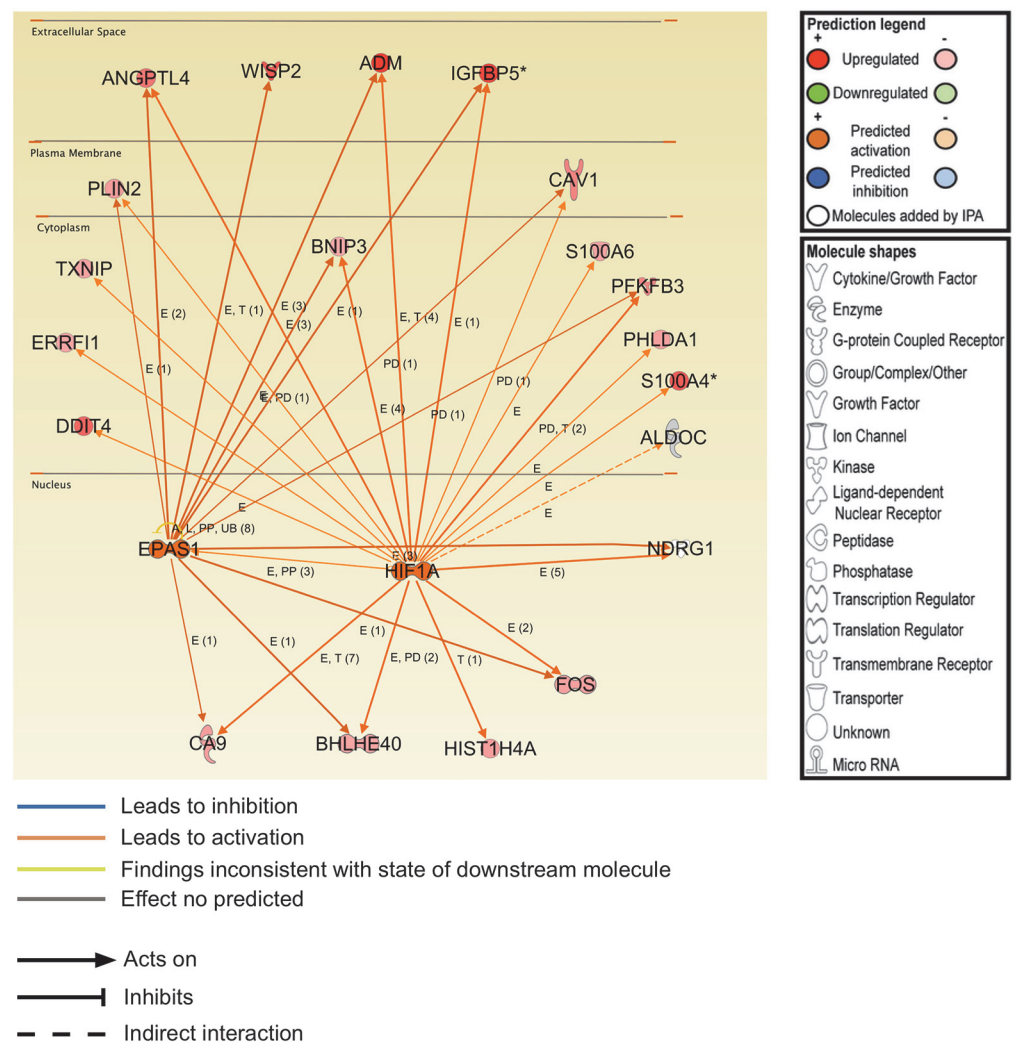 Extracellular Space
ANGPTL4
WISP2
ADM
IGFBP5*
Plasma Membrane
PLIN2
CAV1
Cytoplasm
BNIP3
S100A6
TXNIP
PFKFB3
E (2)
E, T (1)
E (3)
E (3)
E (1)
E, T (4)
E (1)
ERRFI1
PHLDA1
E (1)
PD (1)
S100A4*
PD (1)
E, PD (1)
E (4)
PD (1)
E
DDIT4
PD, T (2)
ALDOC
E
Nucleus
E
E
E
A, L, PP, UB (8)
EPAS1
E (3)
NDRG1
E, PP (3)
HIF1A
E (5)
E (1)
E (1)
E (1)
E (2)
E, T (7)
E, PD (2)
T (1)
FOS
CA9
BHLHE40
HIST1H4A
Prediction legend
+ -
Upregulated
Downregulated
+ -
Predicted
activation
Predicted
inhibition
Molecules added by IPA
Molecule shapes
Cytokine/Growth Factor
Enzyme
G-protein Coupled Receptor
Group/Complex/Other
Growth Factor
Ion Channel
Kinase
Ligand-dependent
Nuclear Receptor
Peptidase
Phosphatase
Transcription Regulator
Translation Regulator
Transmembrane Receptor
Transporter
Unknown
Micro RNA
Leads to inhibition
Leads to activation
Findings inconsistent with state of downstream molecule
Effect no predicted
Acts on
Inhibits
Indirect interaction